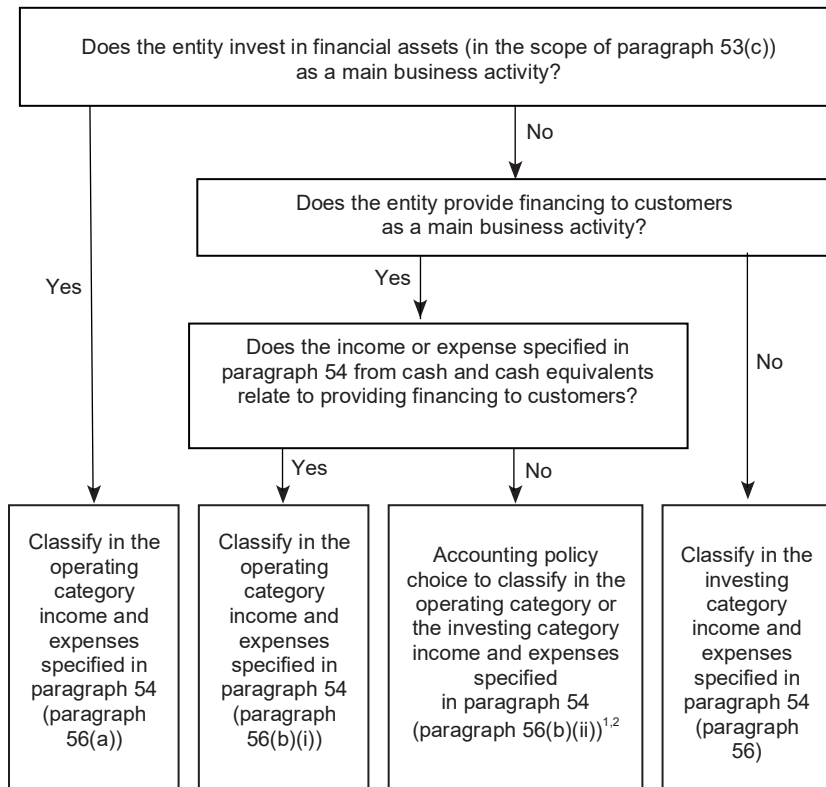 Does the entity invest in financial assets (in the scope of paragraph 53(c))
as a main business activity?
No
Does the entity provide financing to customers
as a main business activity?
Yes
Yes
Does the income or expense specified in
paragraph 54 from cash and cash equivalents
relate to providing financing to customers?
No
Yes
No
Classify in the
operating
category
income and
expenses
specified in
paragraph 54
(paragraph
56(a))
Classify in the
operating
category
income and
expenses
specified in
paragraph 54
(paragraph
56(b)(i))
Accounting policy
choice to classify in the
operating category or
the investing category
income and expenses
specified
in paragraph 54
(paragraph 56(b)(ii))1,2
Classify in the
investing
category
income and
expenses
specified in
paragraph 54
(paragraph
56)